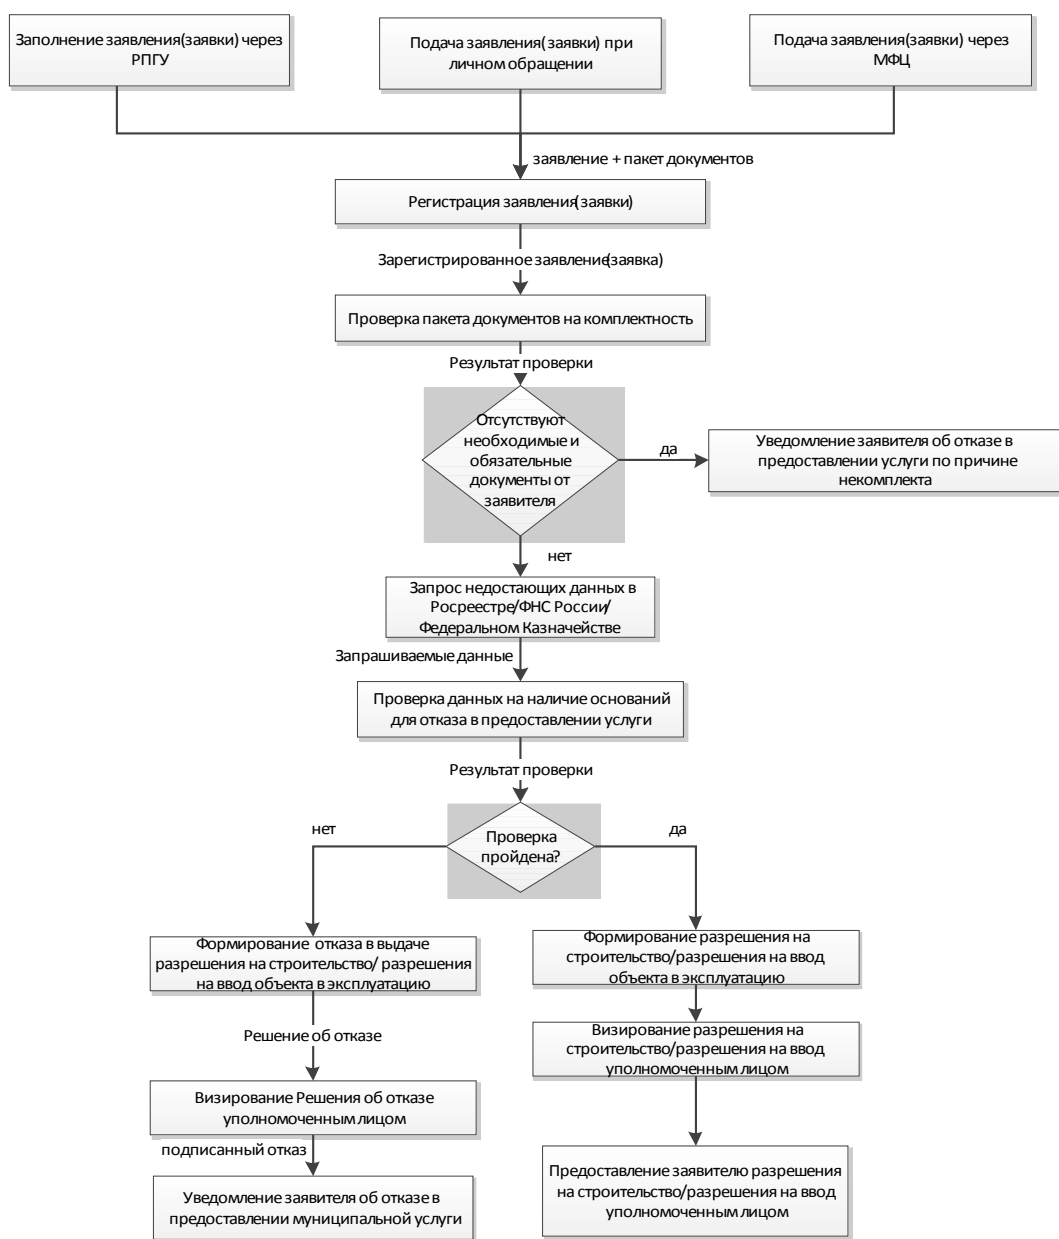 Заполнение заявления(заявки) через
РПГУ
Подача заявления(заявки) при
личном обращении
Подача заявления(заявки) через
МФЦ
заявление + пакет документов
Регистрация заявления(заявки)
Зарегистрированное заявление(заявка)
Проверка пакета документов на комплектность
Результат проверки
Отсутствуют
необходимые и
обязательные
документы от
заявителя
да
Уведомление заявителя об отказе в
предоставлении услуги по причине
некомплекта
нет
Запрос недостающих данных в
Росреестре/ФНС России/
Федеральном Казначействе
Запрашиваемые данные
Проверка данных на наличие оснований
для отказа в предоставлении услуги
Результат проверки
нет
Проверка
пройдена?
да
Формирование отказа в выдаче
разрешения на строительство/ разрешения
на ввод объекта в эксплуатацию
Формирование разрешения на
строительство/разрешения на ввод
объекта в эксплуатацию
Решение об отказе
Визирование разрешения на
строительство/разрешения на ввод
уполномоченным лицом
Визирование Решения об отказе
уполномоченным лицом
подписанный отказ
Предоставление заявителю разрешения
на строительство/разрешения на ввод
уполномоченным лицом
Уведомление заявителя об отказе в
предоставлении муниципальной услуги